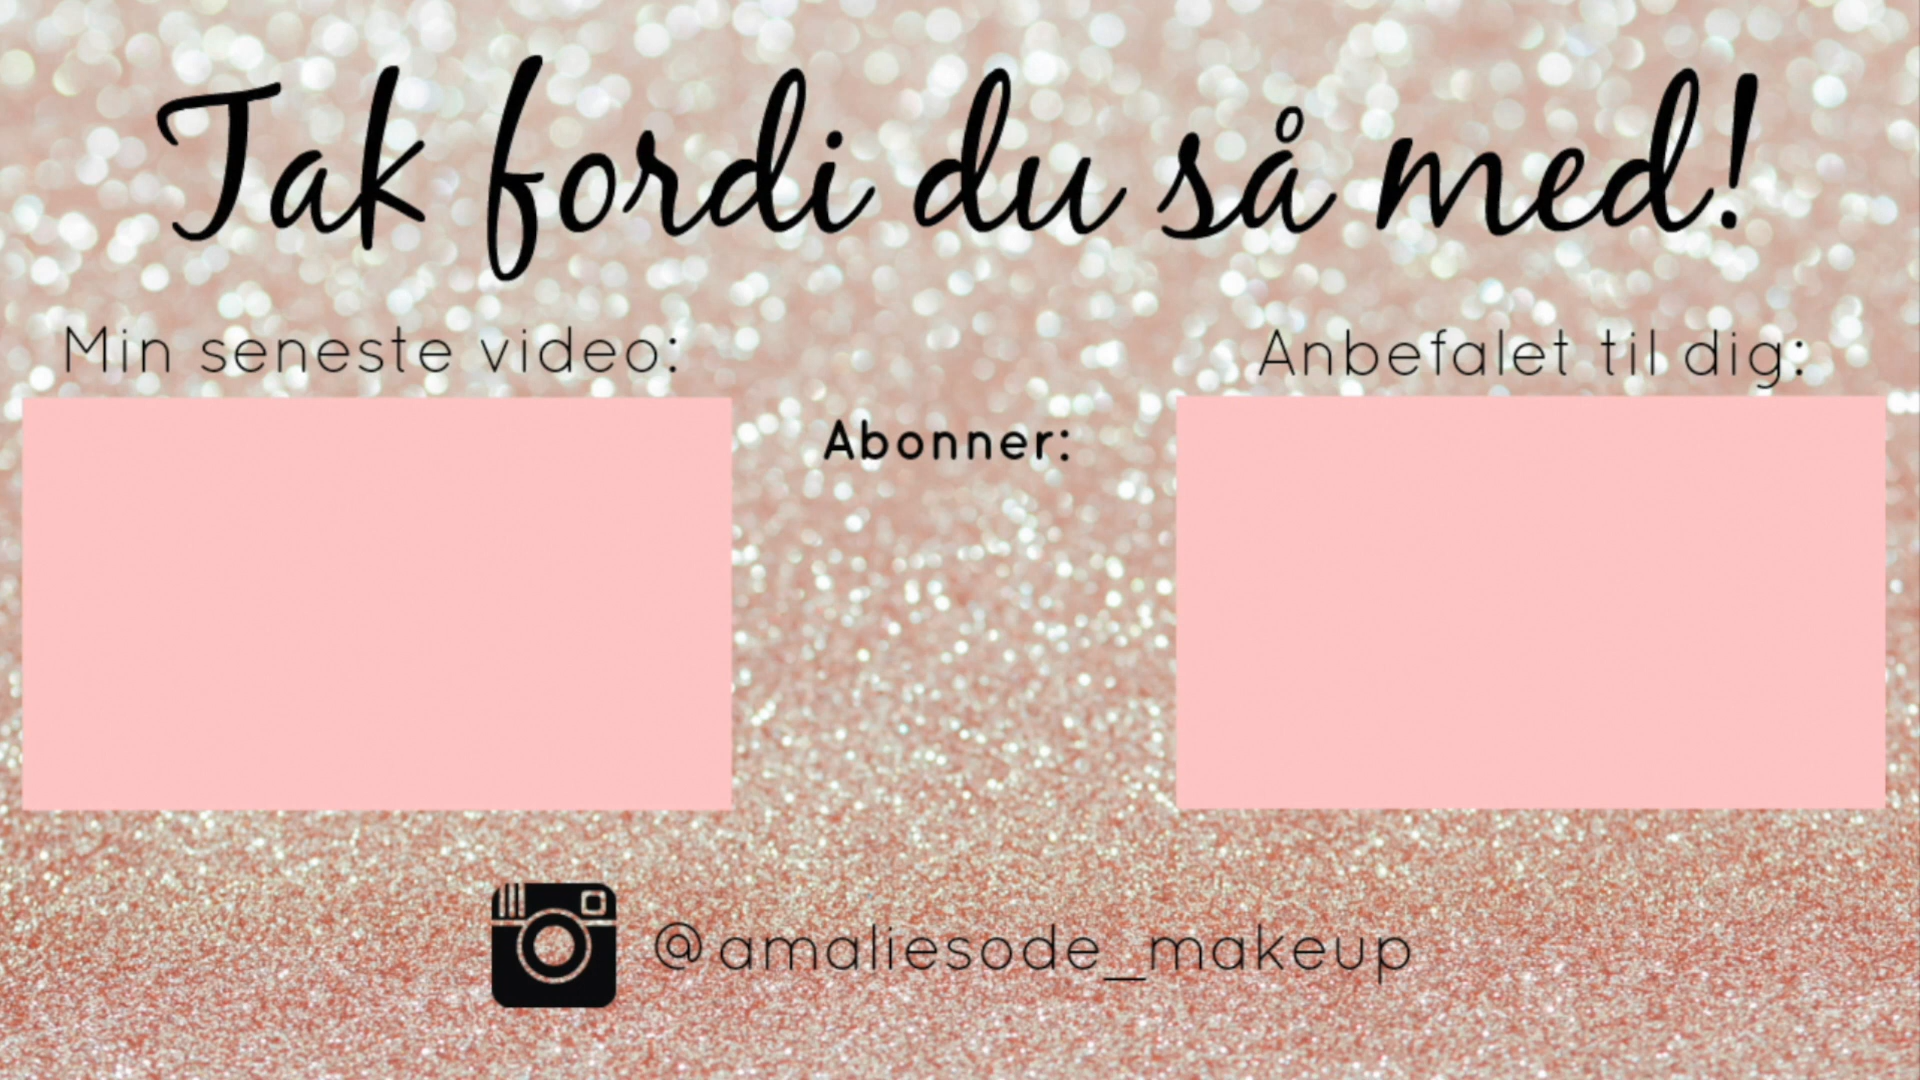 Tak fordi du så med!
Min seneste video:
Anbefalet til dig:
Abonner:
@amaliesode_makeup